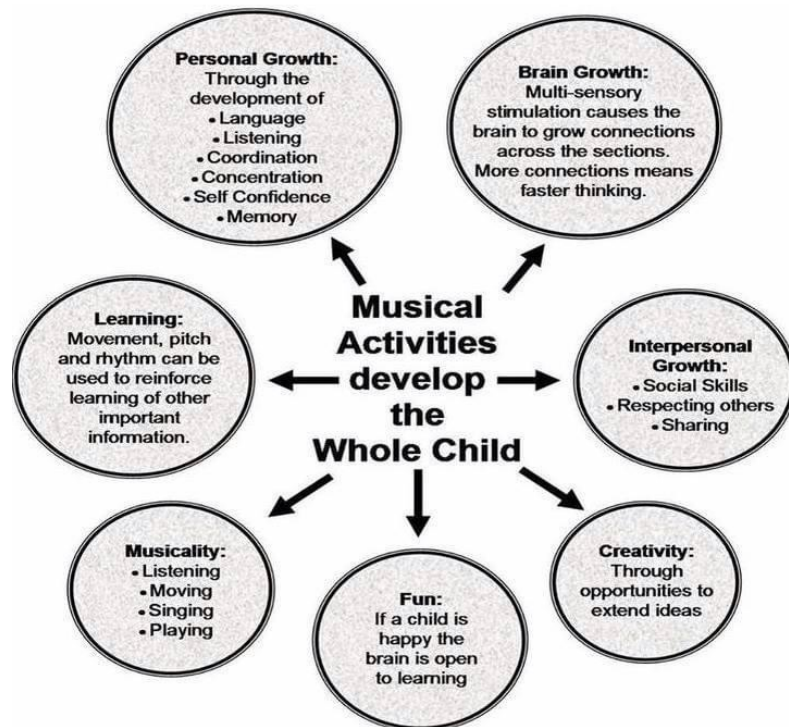 Personal Growth:
Through the
development of
• Language
• Listening
• Coordination
• Concentration
• Self Confidence
• Memory
Brain Growth:
Multi-sensory
stimulation causes the
brain to grow connections
across the sections.
More connections means
faster thinking.
Musical
Activities
develop
the
Whole Child
Learning:
Movement, pitch
and rhythm can be
used to reinforce
learning of other
important
information.
Interpersonal
Growth:
• Social Skills
• Respecting others
• Sharing
Musicality:
• Listening
• Moving
• Singing
• Playing
Fun:
If a child is
happy the
brain is open
to learning
Creativity:
Through
opportunities to
extend ideas